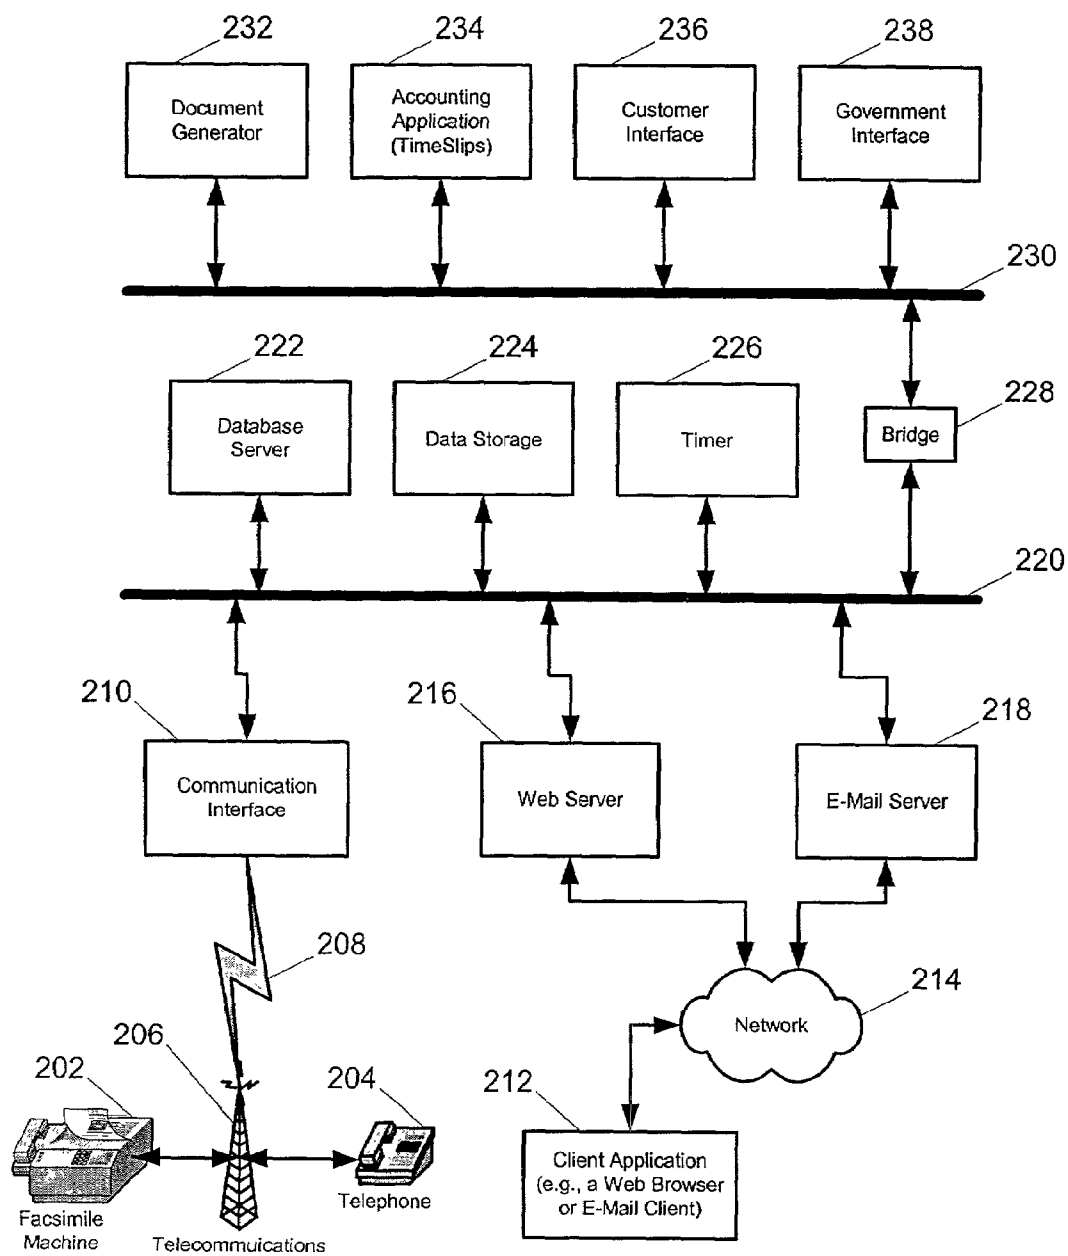 232
234
236
238
Document
Generator
Accounting
Application
(TimeSlips)
Customer
Interface
Government
Interface
230
222
224
226
228
Database
Server
Data Storage
Timer
Bridge
220
210
216
218
Communication
Interface
Web Server
E-Mail Server
208
214
Network
206
202
204
212
Client Application
(e.g., a Web Browser
or E-Mail Client)
Telephone
Facsimile
Machine
Telecommuications